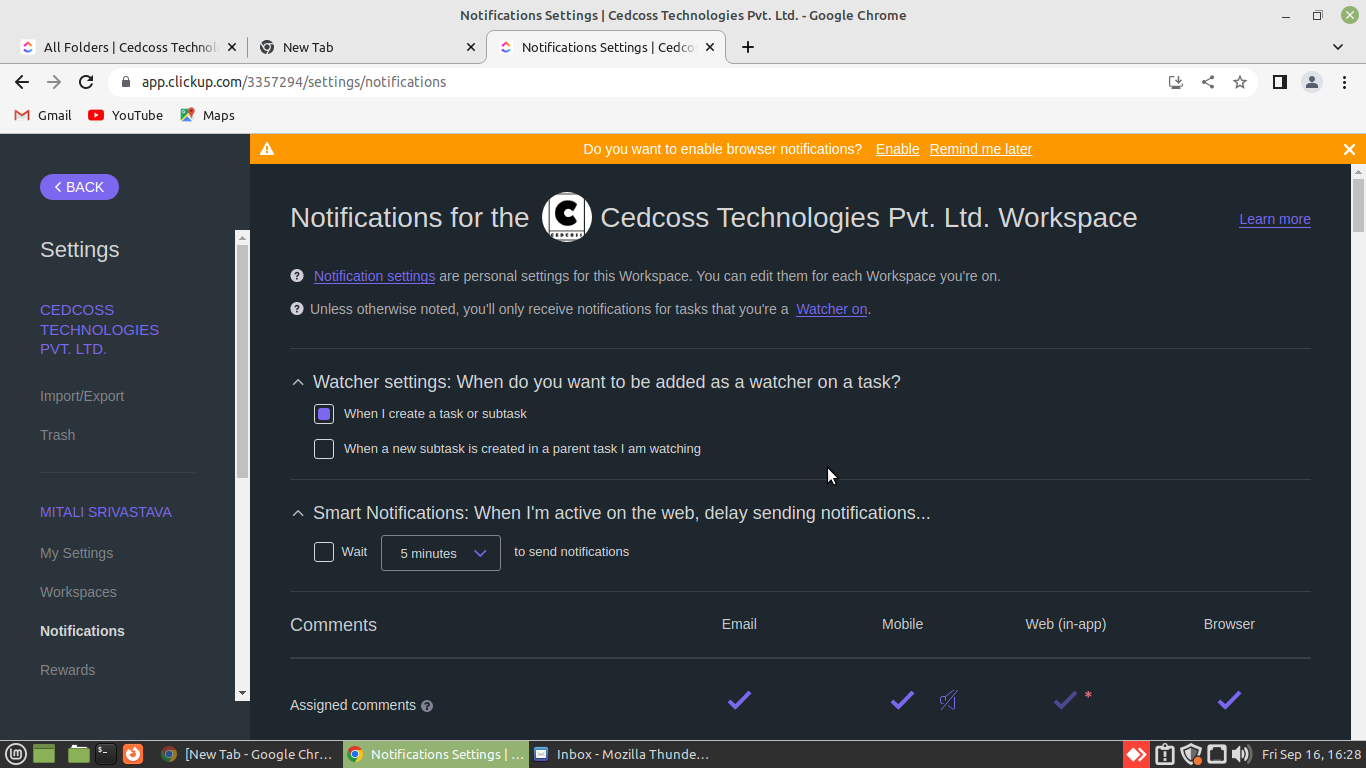 Notifications Settings | Cedcoss Technologies Pvt. Ltd. - Google Chrome
All Folders | Cedcoss Technol
New Tab
Notifications Settings | Cedco
app.clickup.com/3357294/settings/notifications
Gmail
YouTube
Maps
Do you want to enable browser notifications? Enable Remind me later
BACK
Settings
CEDCOSS
TECHNOLOGIES
PVT. LTD.
Import/Export
Trash
MITALI SRIVASTAVA
My Settings
Workspaces
Notifications
Rewards
Notifications for the C CEDCOSS Cedcoss Technologies Pvt. Ltd. Workspace
Learn more
Notification settings are personal settings for this Workspace. You can edit them for each Workspace you're on.
Unless otherwise noted, you'll only receive notifications for tasks that you're a Watcher on.
Watcher settings: When do you want to be added as a watcher on a task?
When I create a task or subtask
When a new subtask is created in a parent task I am watching
Smart Notifications: When I'm active on the web, delay sending notifications...
Wait 5 minutes to send notifications
Comments Email Mobile Web (in-app) Browser
Assigned comments ? *
[New Tab - Google Chr...
Notifications Settings | ...
Inbox - Mozilla Thunde...
Fri Sep 16, 16:28